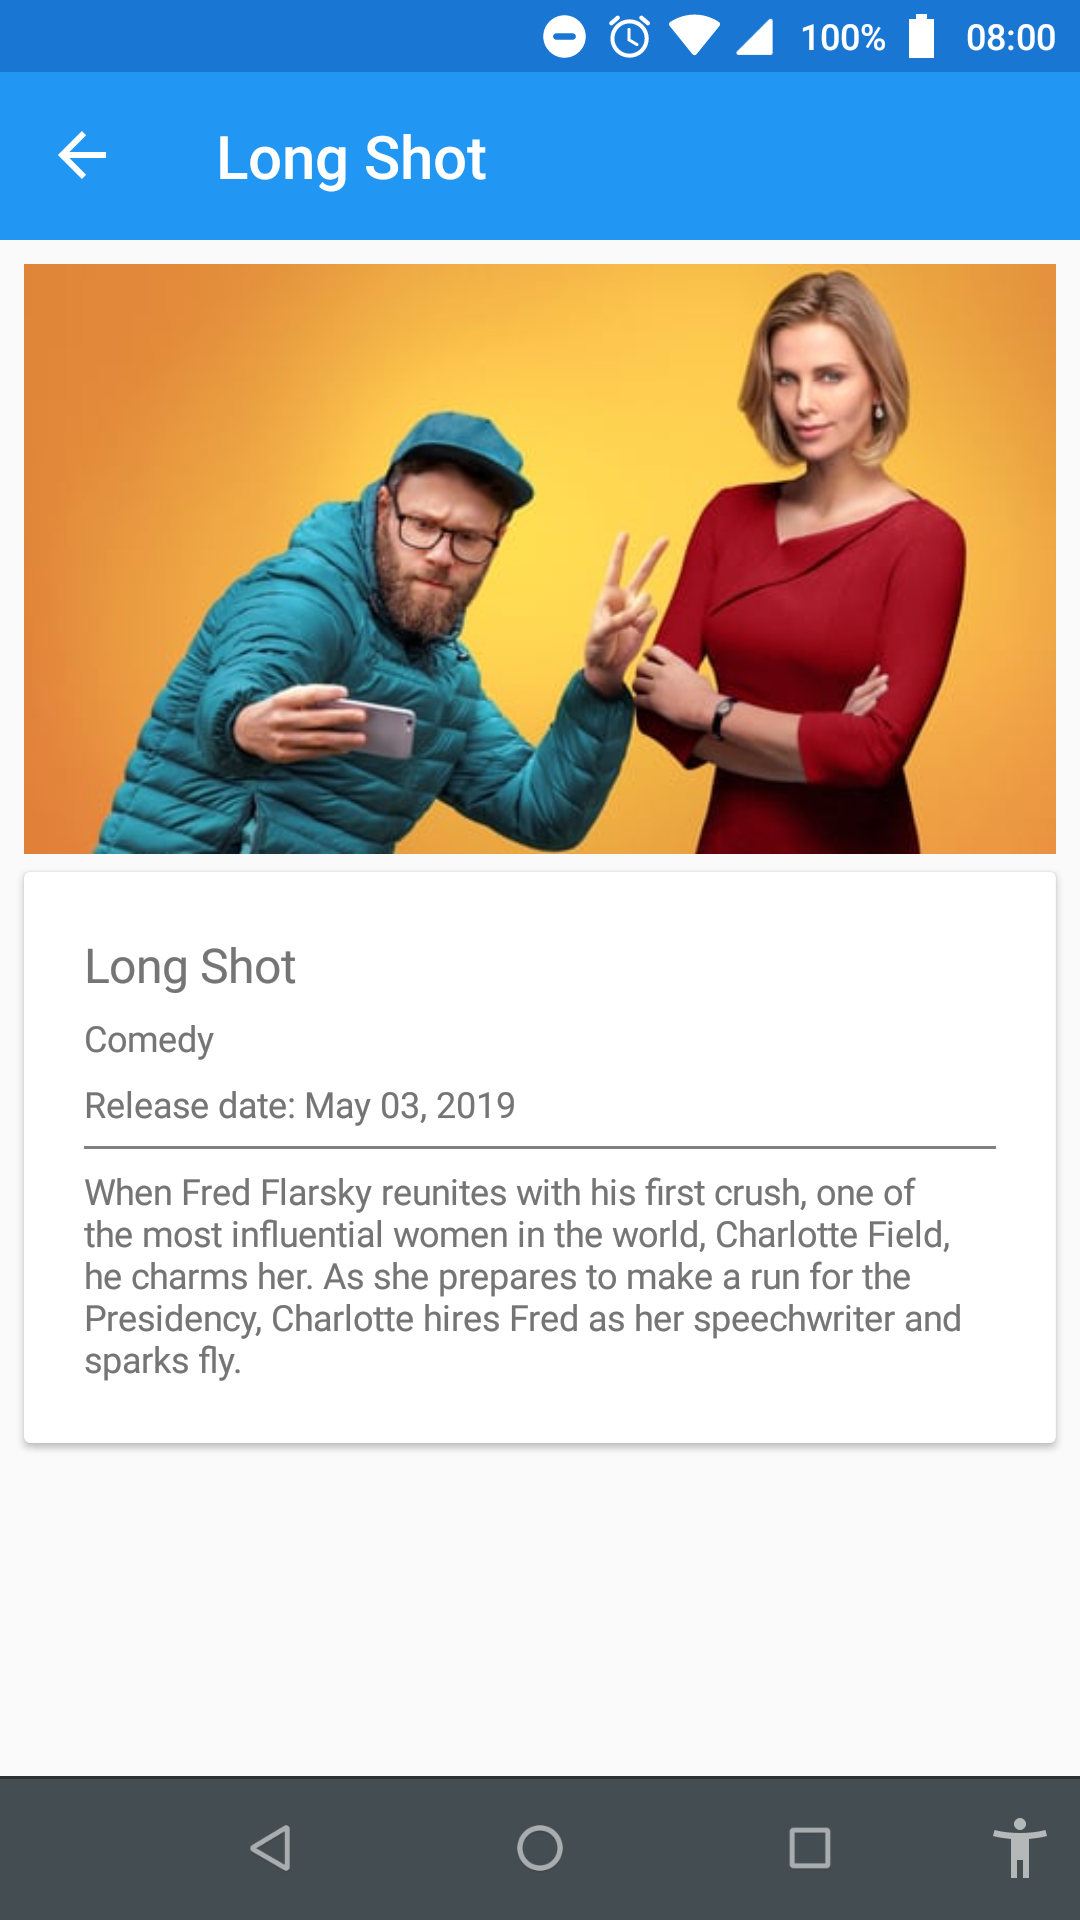 100% 08:00
Long Shot
Long Shot
Comedy
Release date: May 03, 2019
When Fred Flarsky reunites with his first crush, one of
the most influential women in the world, Charlotte Field,
he charms her. As she prepares to make a run for the
Presidency, Charlotte hires Fred as her speechwriter and
sparks fly.